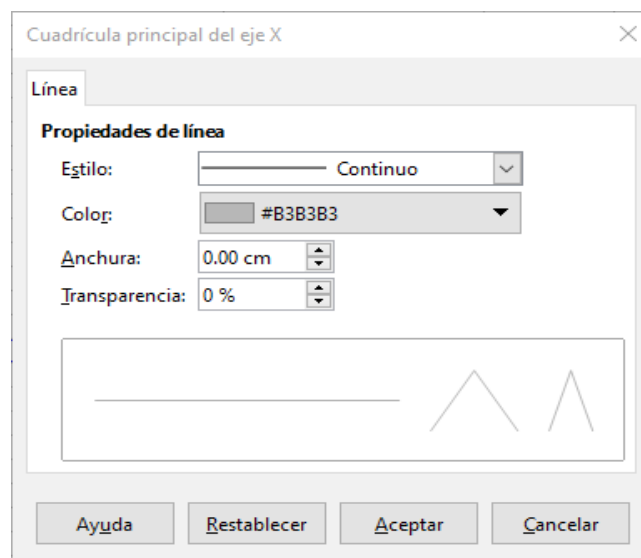 Cuadrícula principal del eje X
Línea
Propiedades de línea
Estilo: Continuo
Color: #B3B3B3
Anchura: 0.00 cm
Transparencia: 0 %
Ayuda Restablecer Aceptar Cancelar